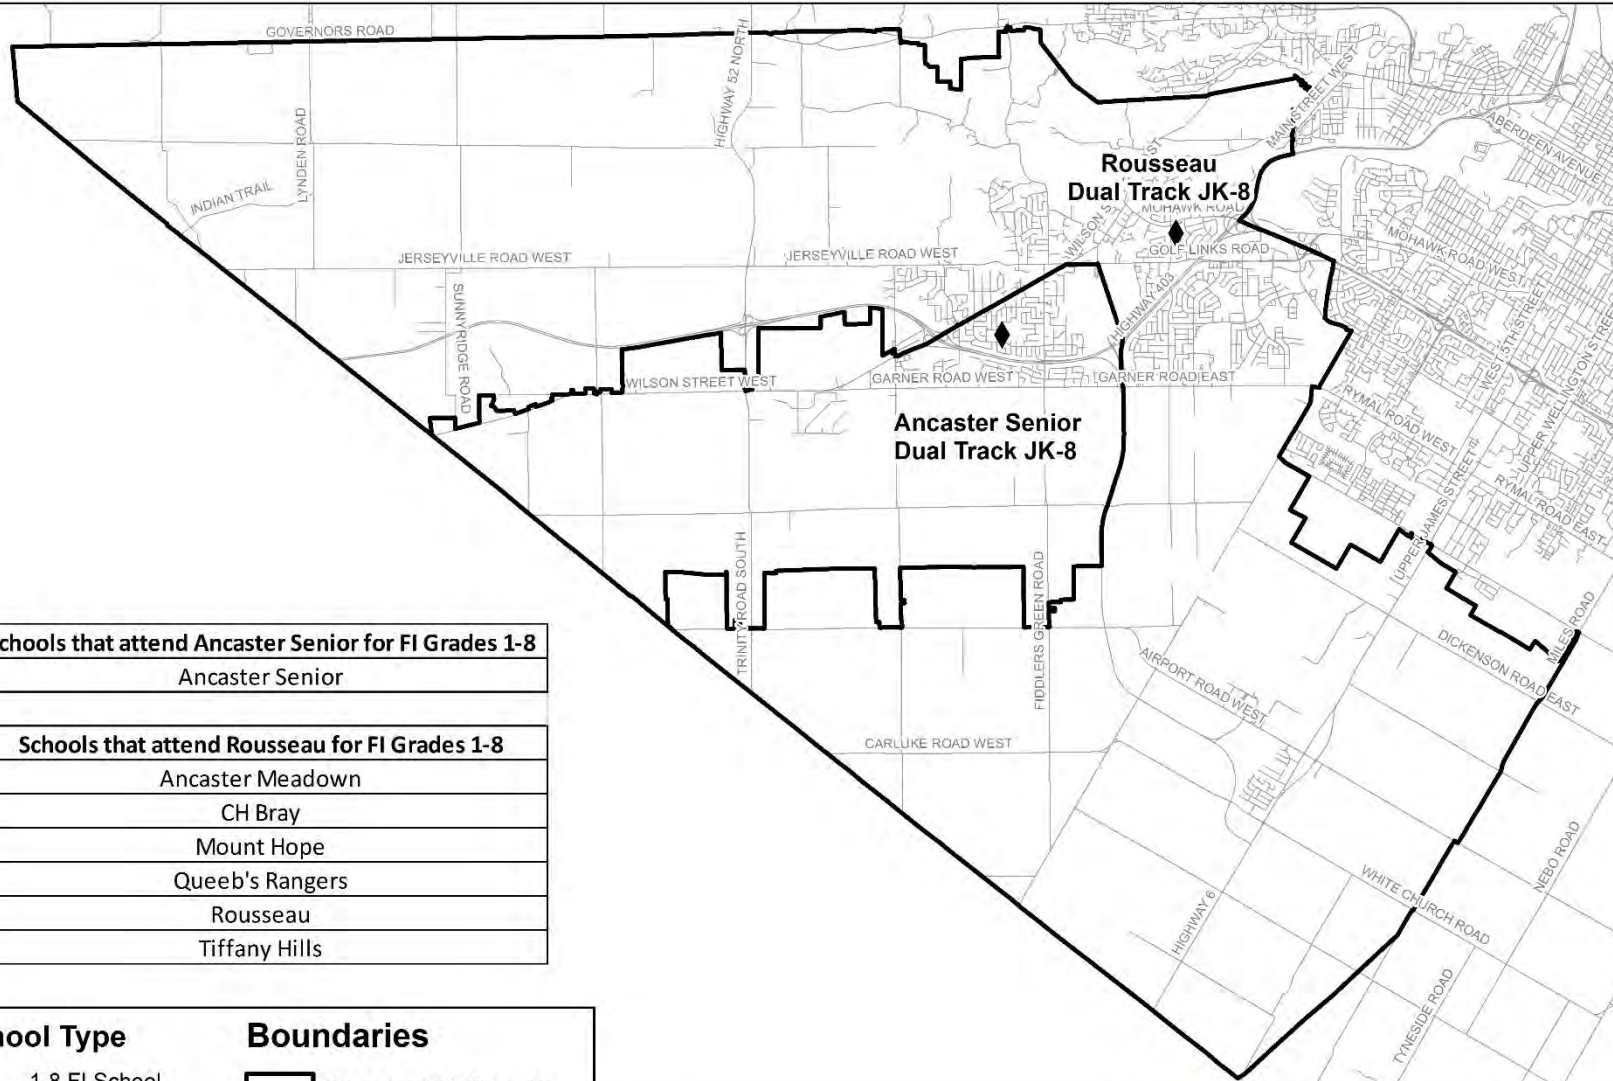 GOVERNORS ROAD
HIGHWAY 52 NORTH
MAIN STREET WEST
ABERDEEN AVENUE
LYNDEN ROAD
INDIAN TRAIL
Rousseau
Dual Track JK-8
MOHAWK ROAD
WILSON ST
GOLF LINKS ROAD
MOHAWK ROAD WEST
JERSEYVILLE ROAD WEST
JERSEYVILLE ROAD WEST
SUNNYRIDGE ROAD
HIGHWAY 403
WEST 5TH STREET
UPPER WELLINGTON STREE
WILSON STREET WEST
GARNER ROAD WEST
GARNER ROAD EAST
RYMAL ROAD WEST
Ancaster Senior
Dual Track JK-8
RYMAL ROAD EAST
UPPER JAMES STREET
TRINITY ROAD SOUTH
FIDDLERS GREEN ROAD
MILES ROAD
DICKENSON ROAD EAST
AIRPORT ROAD WEST
CARLUKE ROAD WEST
NEBO ROAD
WHITE CHURCH ROAD
HIGHWAY 6
TYNESIDE ROAD
chools that attend Ancaster Senior for FI Grades 1-8
Ancaster Senior
Schools that attend Rousseau for FI Grades 1-8
Ancaster Meadown
CH Bray
Mount Hope
Queeb's Rangers
Rousseau
Tiffany Hills
ool Type
Boundaries
1-8 FI School